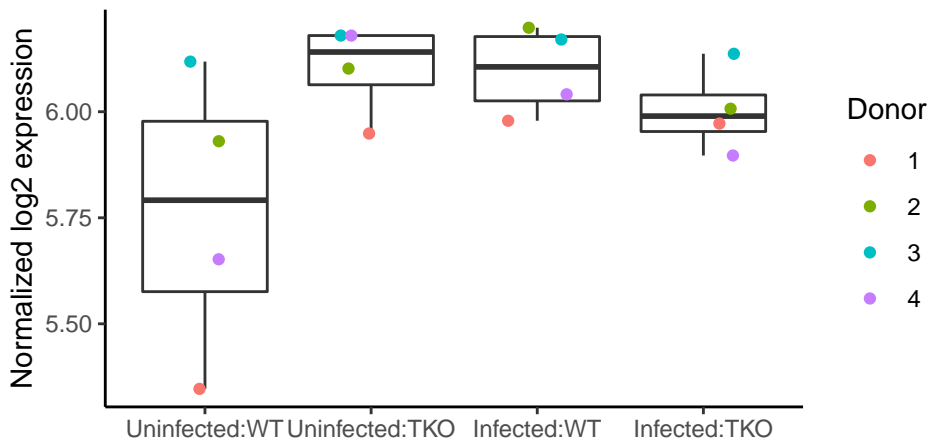 Normalized log2 expression
6.00
5.75
5.50
Uninfected:WT
Uninfected:TKO
Infected:WT
Infected:TKO
Donor
1
2
3
4